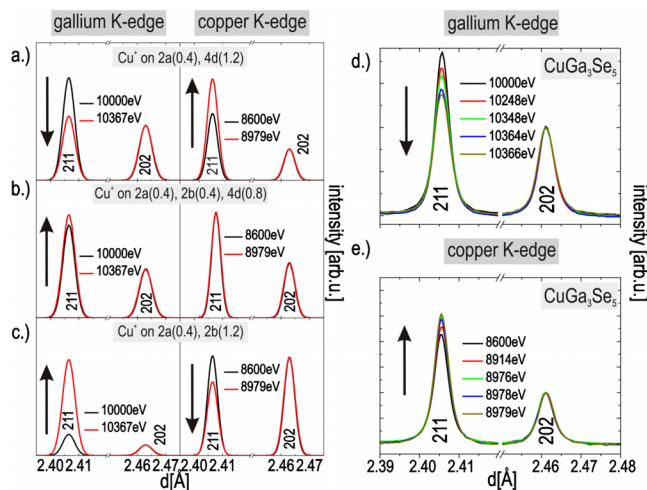 gallium K-edge copper K-edge
a.)
Cu⁺ on 2a(0.4), 4d(1.2)
10000eV
10367eV
211
202
8600eV
8979eV
211
202
b.)
Cu⁺ on 2a(0.4), 2b(0.4), 4d(0.8)
10000eV
10367eV
211
202
8600eV
8979eV
211
202
c.)
Cu⁺ on 2a(0.4), 2b(1.2)
10000eV
10367eV
211
202
8600eV
8979eV
211
202
2.40 2.41 2.46 2.47 2.40 2.41 2.46 2.47
d[Å]
intensity [arb.u.]
gallium K-edge
d)
CuGa₃Se₅
10000eV
10248eV
10348eV
10364eV
10366eV
211
202
intensity [arb.u.]
copper K-edge
e.)
CuGa₃Se₅
8600eV
8914eV
8976eV
8978eV
8979eV
211
202
2.39 2.40 2.41 2.46 2.47 2.48
d[Å]
intensity [arb.u.]